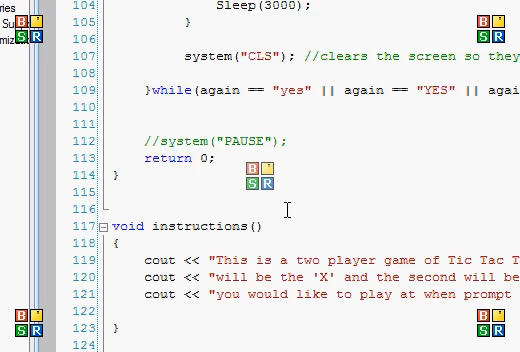 104 Sleep(3000);
105 }
106
107 system("CLS"); //clears the screen so they
108
109 }while(again == "yes" || again == "YES" || agai
110
111
112 //system("PAUSE");
113 return 0;
114 }
115
116
117 void instructions()
118 {
119 cout << "This is a two player game of Tic Tac T
120 cout << "will be the 'X' and the second will be
121 cout << "you would like to play at when prompt
122
123 }
124
ries
Su
mizati
B
S R
B
S R
B
S R
B
S R
B
S R